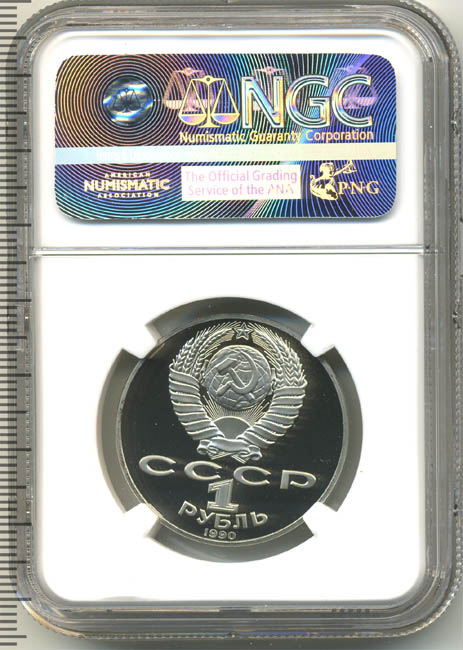 NGC
Numismatic Guaranty Corporation
AMERICAN
NUMISMATIC
ASSOCIATION
The Official Grading
Service of the ANA
PNG
СССР
1
РУБЛЬ
1990